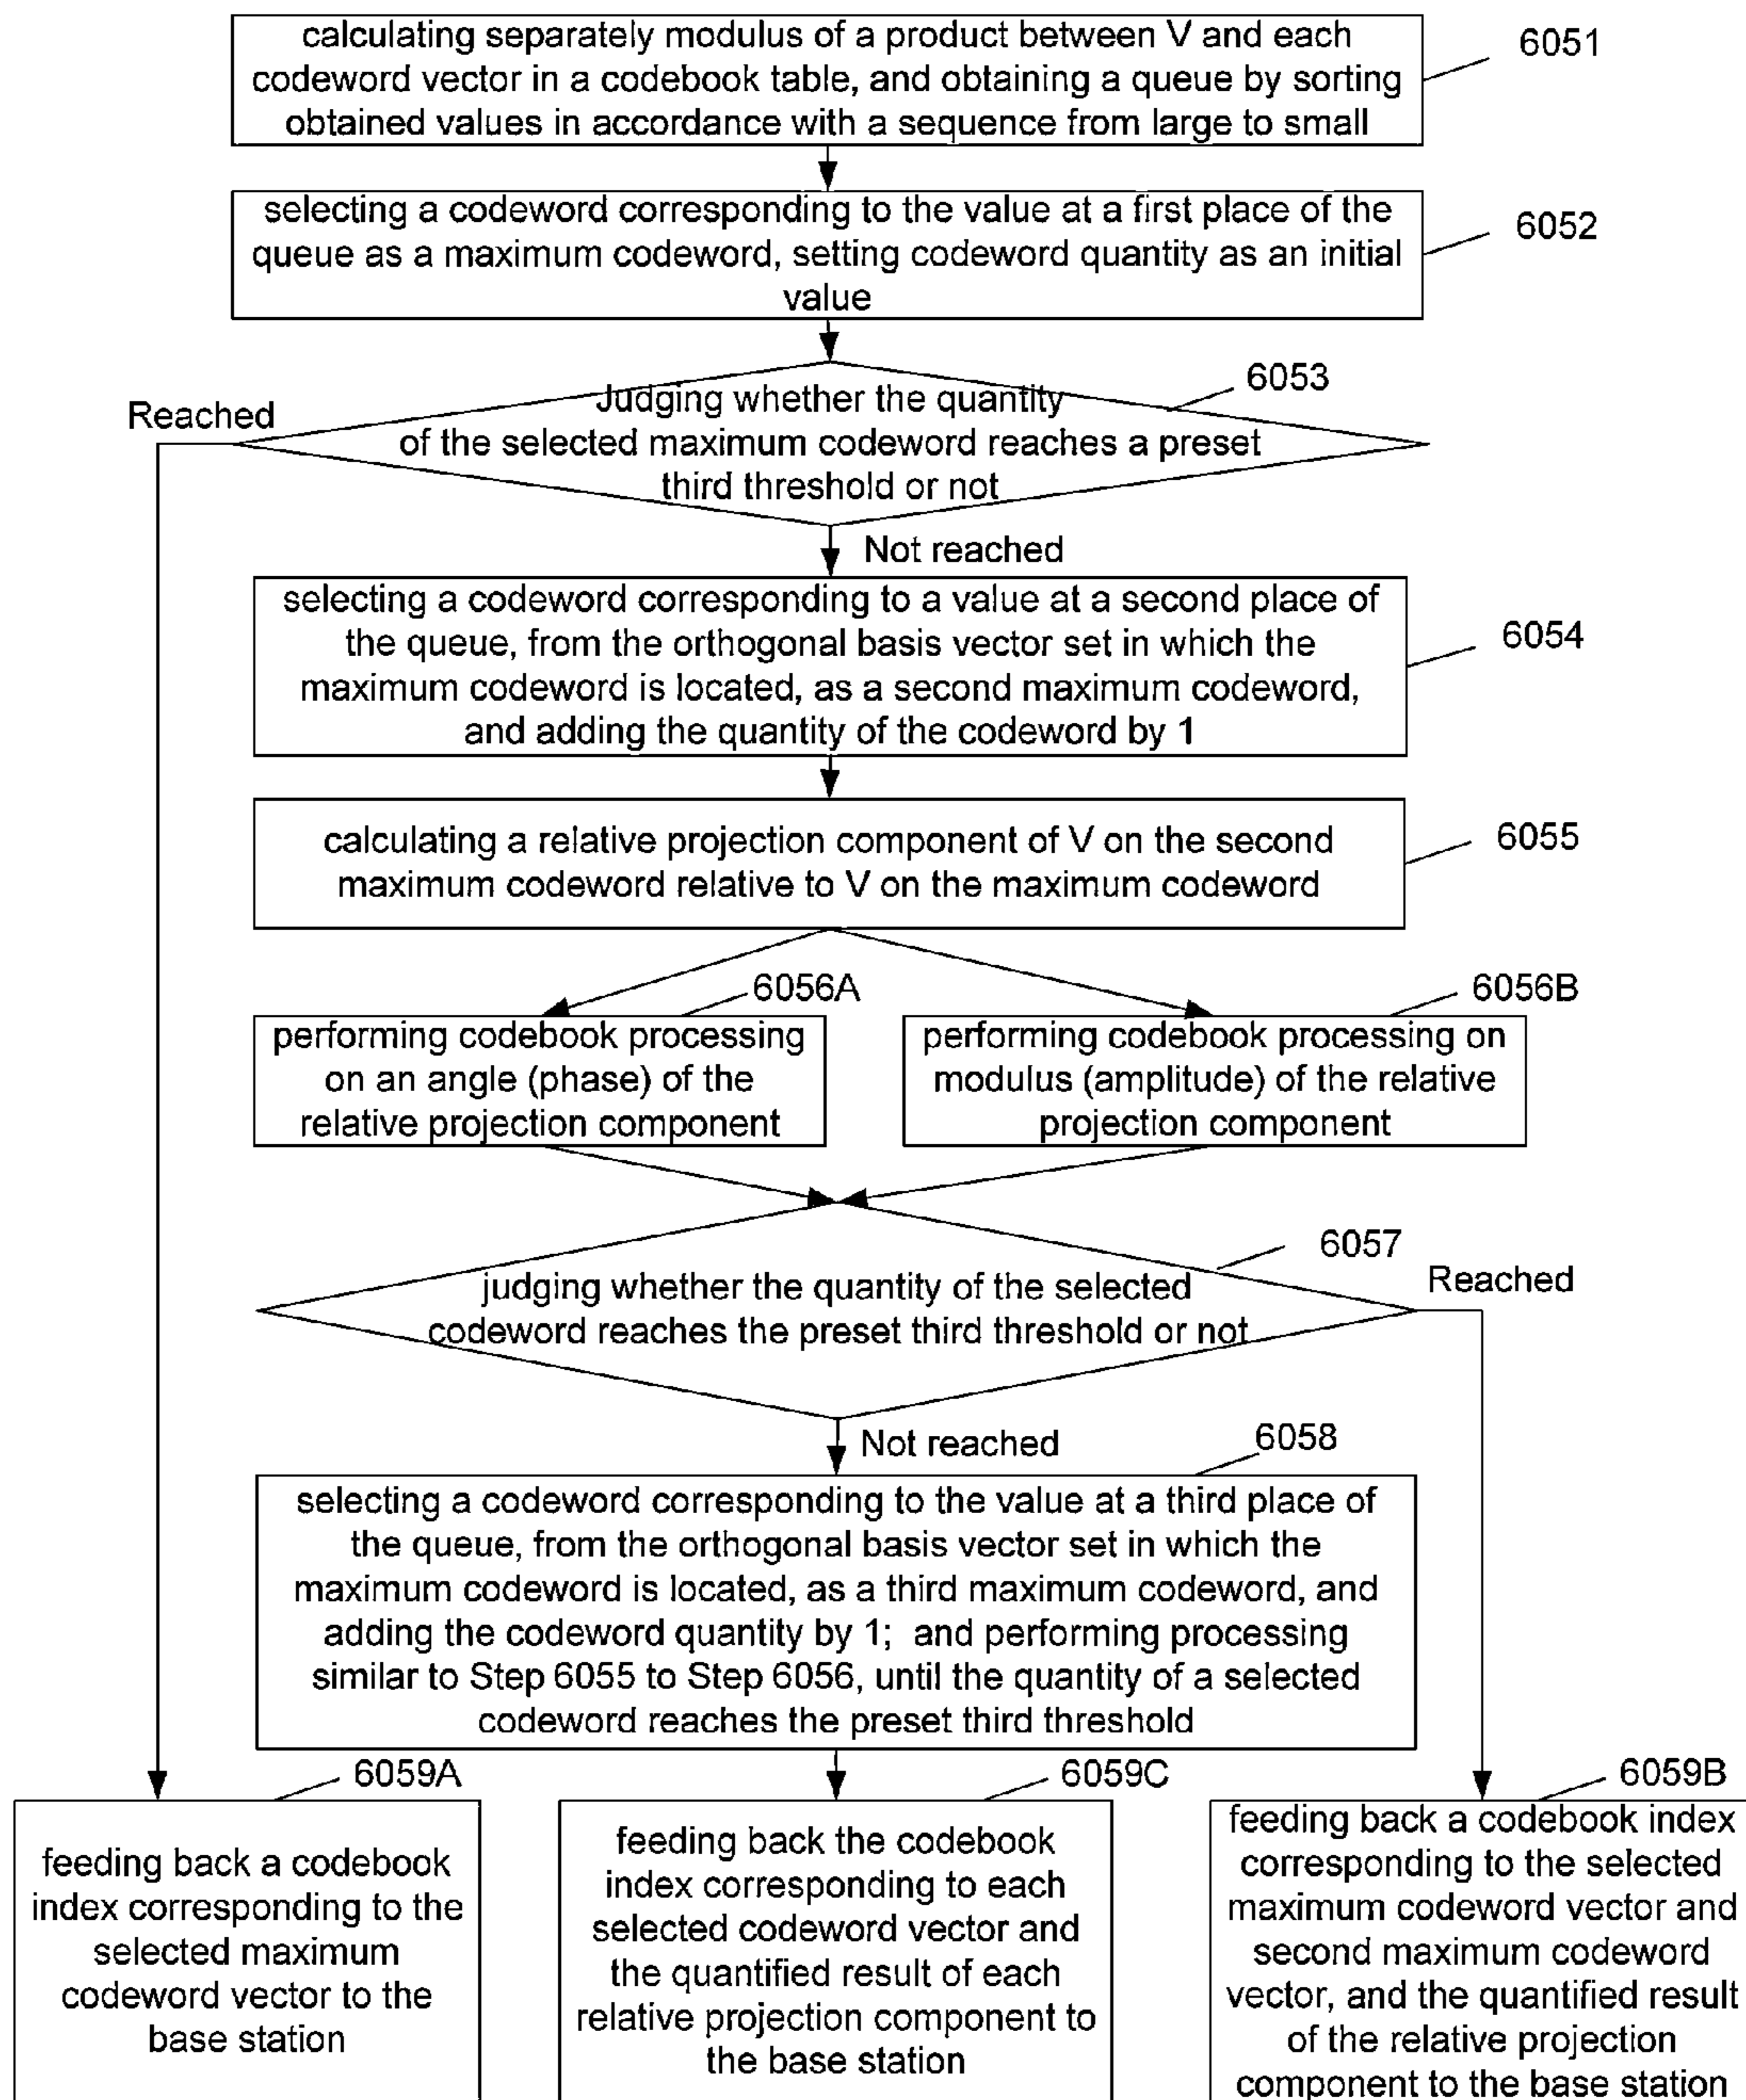 calculating separately modulus of a product between V and each
codeword vector in a codebook table, and obtaining a queue by sorting
obtained values in accordance with a sequence from large to small
6051
selecting a codeword corresponding to the value at a first place of the
queue as a maximum codeword, setting codeword quantity as an initial
value
6052
6053
Reached
Judging whether the quantity
of the selected maximum codeword reaches a preset
third threshold or not
Not reached
selecting a codeword corresponding to a value at a second place of
the queue, from the orthogonal basis vector set in which the
maximum codeword is located, as a second maximum codeword,
and adding the quantity of the codeword by 1
6054
calculating a relative projection component of V on the second
maximum codeword relative to V on the maximum codeword
6055
6056A
performing codebook processing
on an angle (phase) of the
relative projection component
6056B
performing codebook processing on
modulus (amplitude) of the relative
projection component
6057
judging whether the quantity of the selected
codeword reaches the preset third threshold or not
Reached
Not reached
6058
selecting a codeword corresponding to the value at a third place of
the queue, from the orthogonal basis vector set in which the
maximum codeword is located, as a third maximum codeword, and
adding the codeword quantity by 1; and performing processing
similar to Step 6055 to Step 6056, until the quantity of a selected
codeword reaches the preset third threshold
6059A
feeding back a codebook
index corresponding to the
selected maximum
codeword vector to the
base station
6059C
feeding back the codebook
index corresponding to each
selected codeword vector and
the quantified result of each
relative projection component to
the base station
6059B
feeding back a codebook index
corresponding to the selected
maximum codeword vector and
second maximum codeword
vector, and the quantified result
of the relative projection
component to the base station